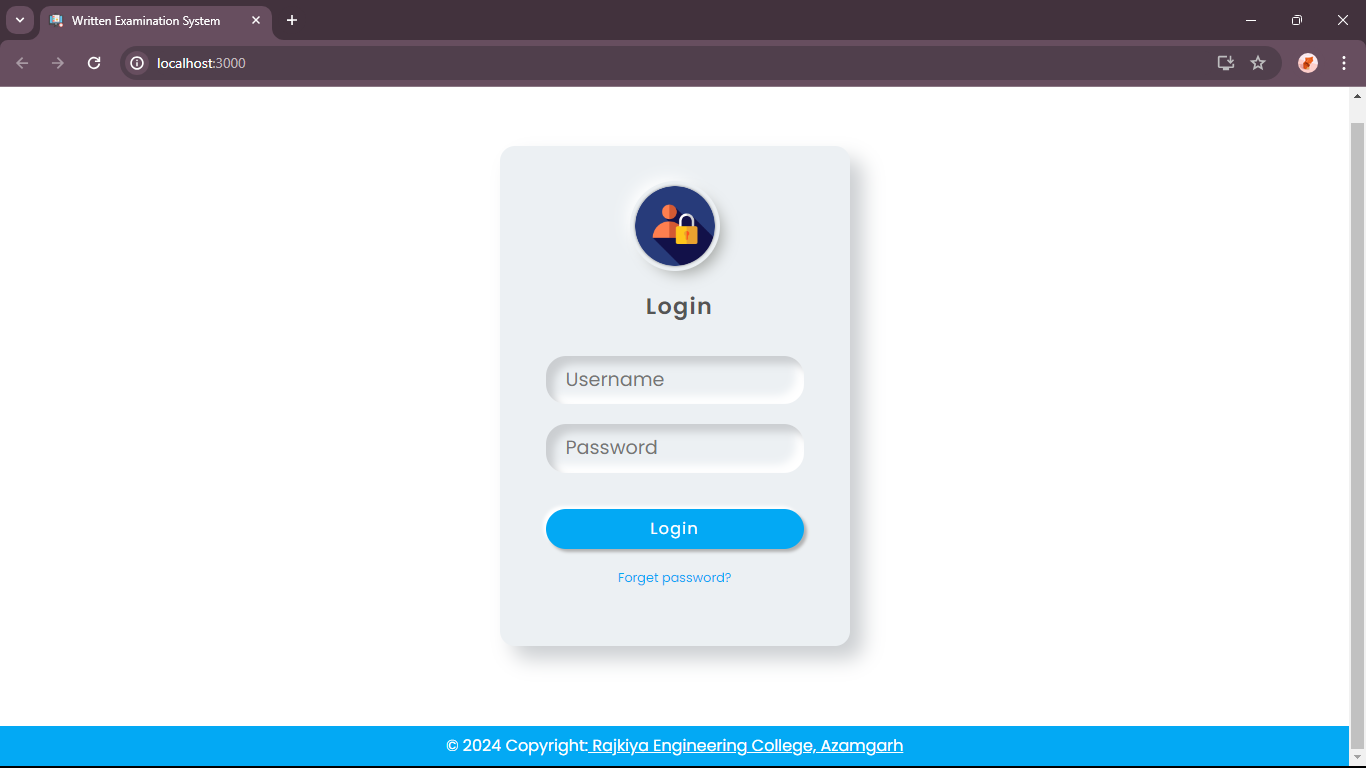 Written Examination System
localhost:3000
Login
Username
Password
Login
Forget password?
© 2024 Copyright: Rajkiya Engineering College, Azamgarh